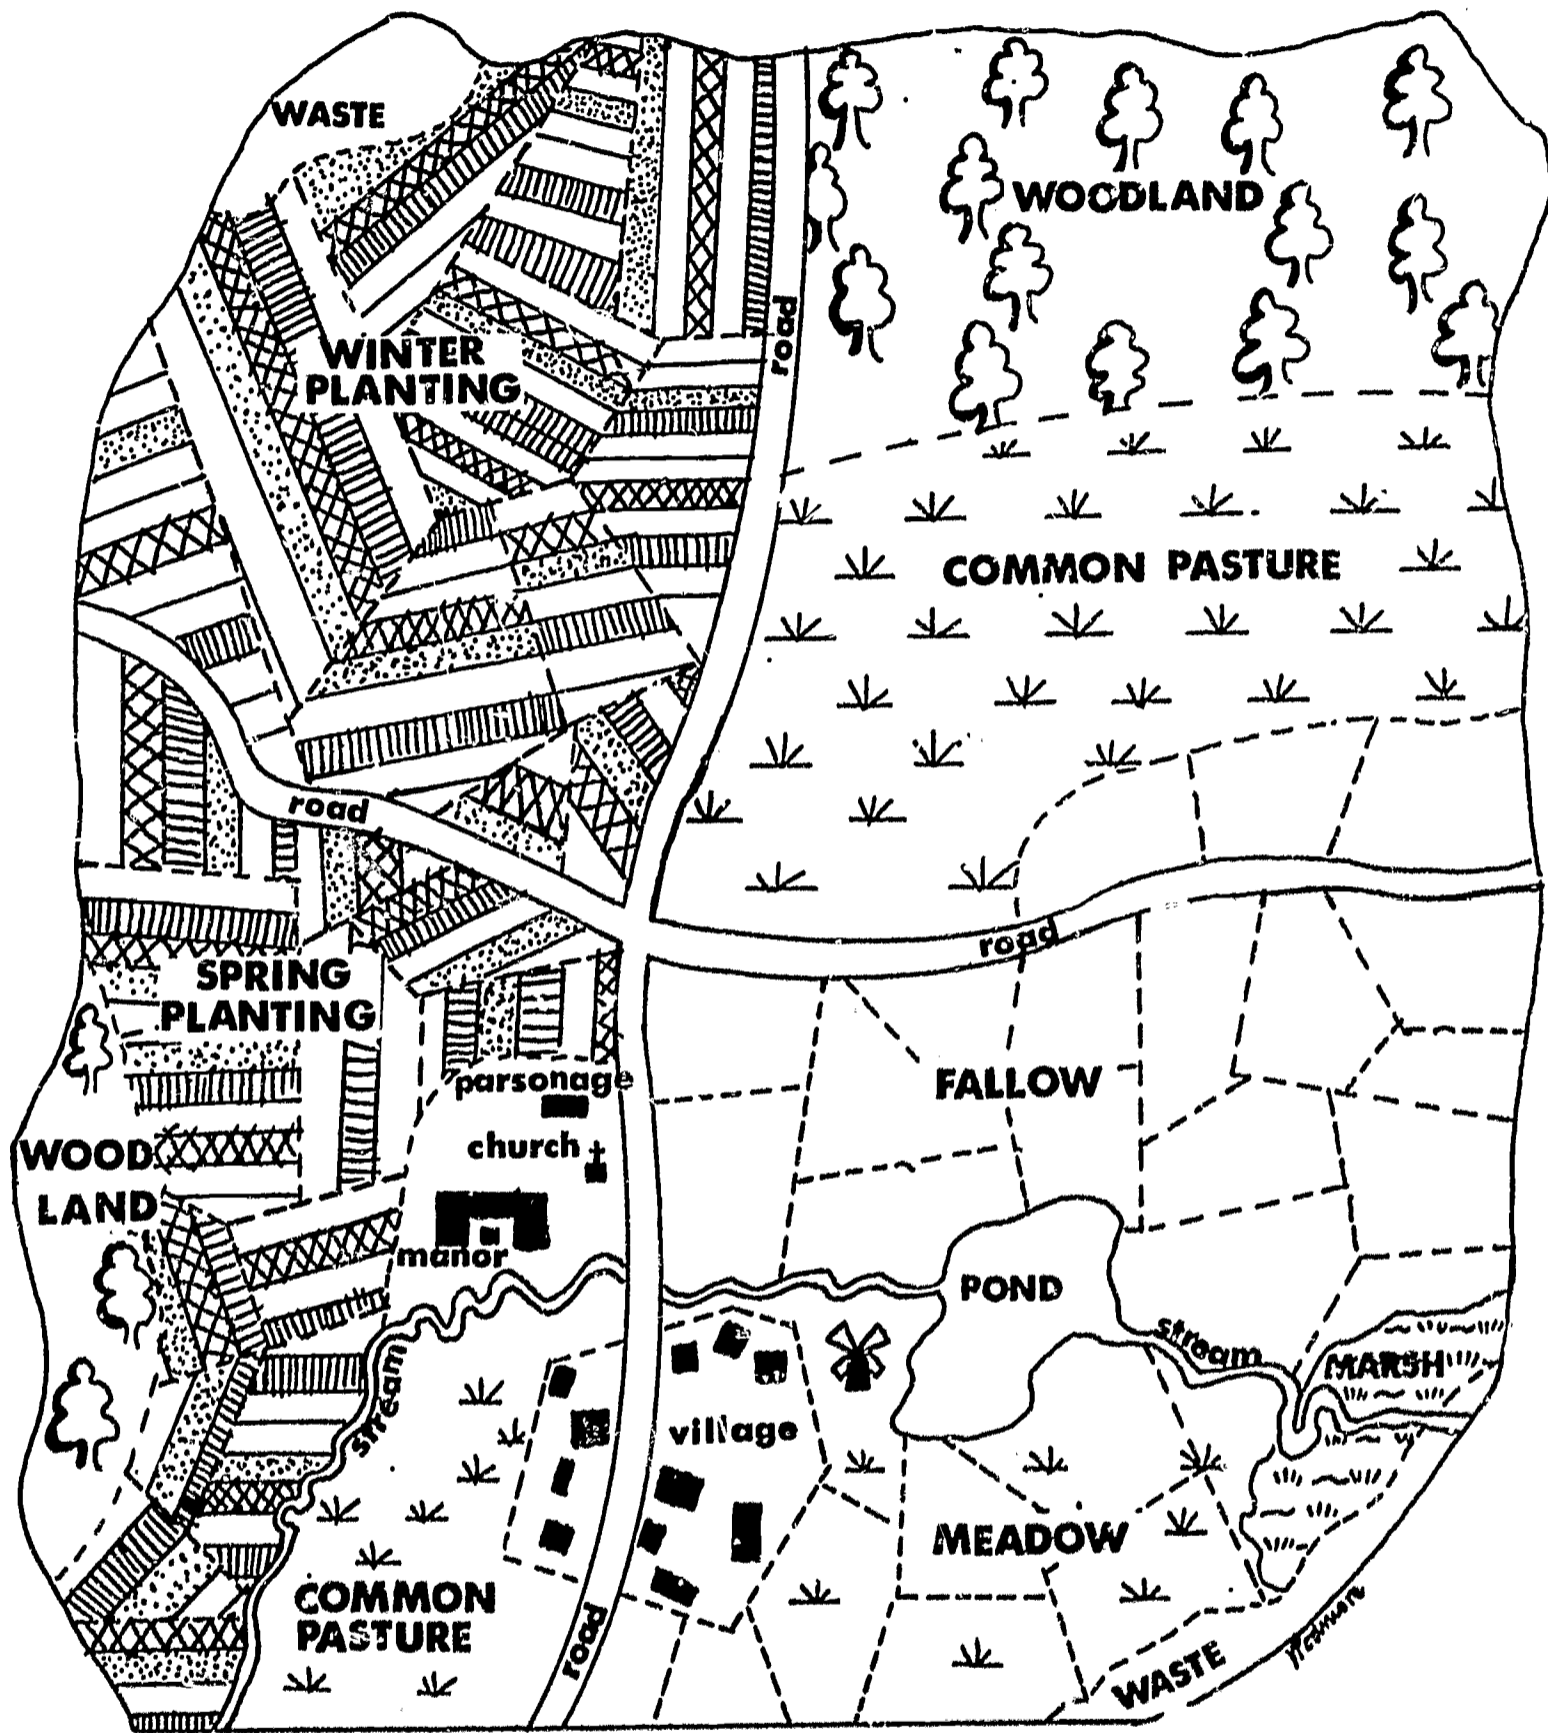 WASTE
WOODLAND
road
WINTER
PLANTING
COMMON PASTURE
road
road
SPRING
PLANTING
parsonage
FALLOW
church
WOOD
LAND
manor
POND
stream
MARSH
stream
village
MEADOW
COMMON
PASTURE
road
WASTE